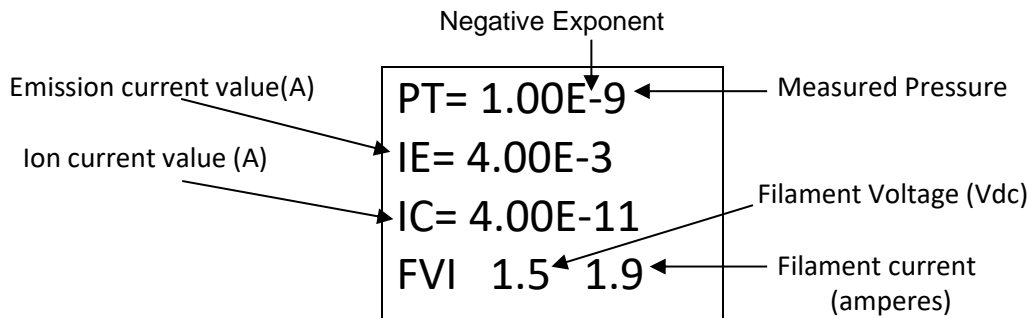 Negative Exponent
Emission current value(A)
PT= 1.00E-9
Measured Pressure
IE= 4.00E-3
Ion current value (A)
IC= 4.00E-11
Filament Voltage (Vdc)
FVI 1.5 1.9
Filament current
(amperes)